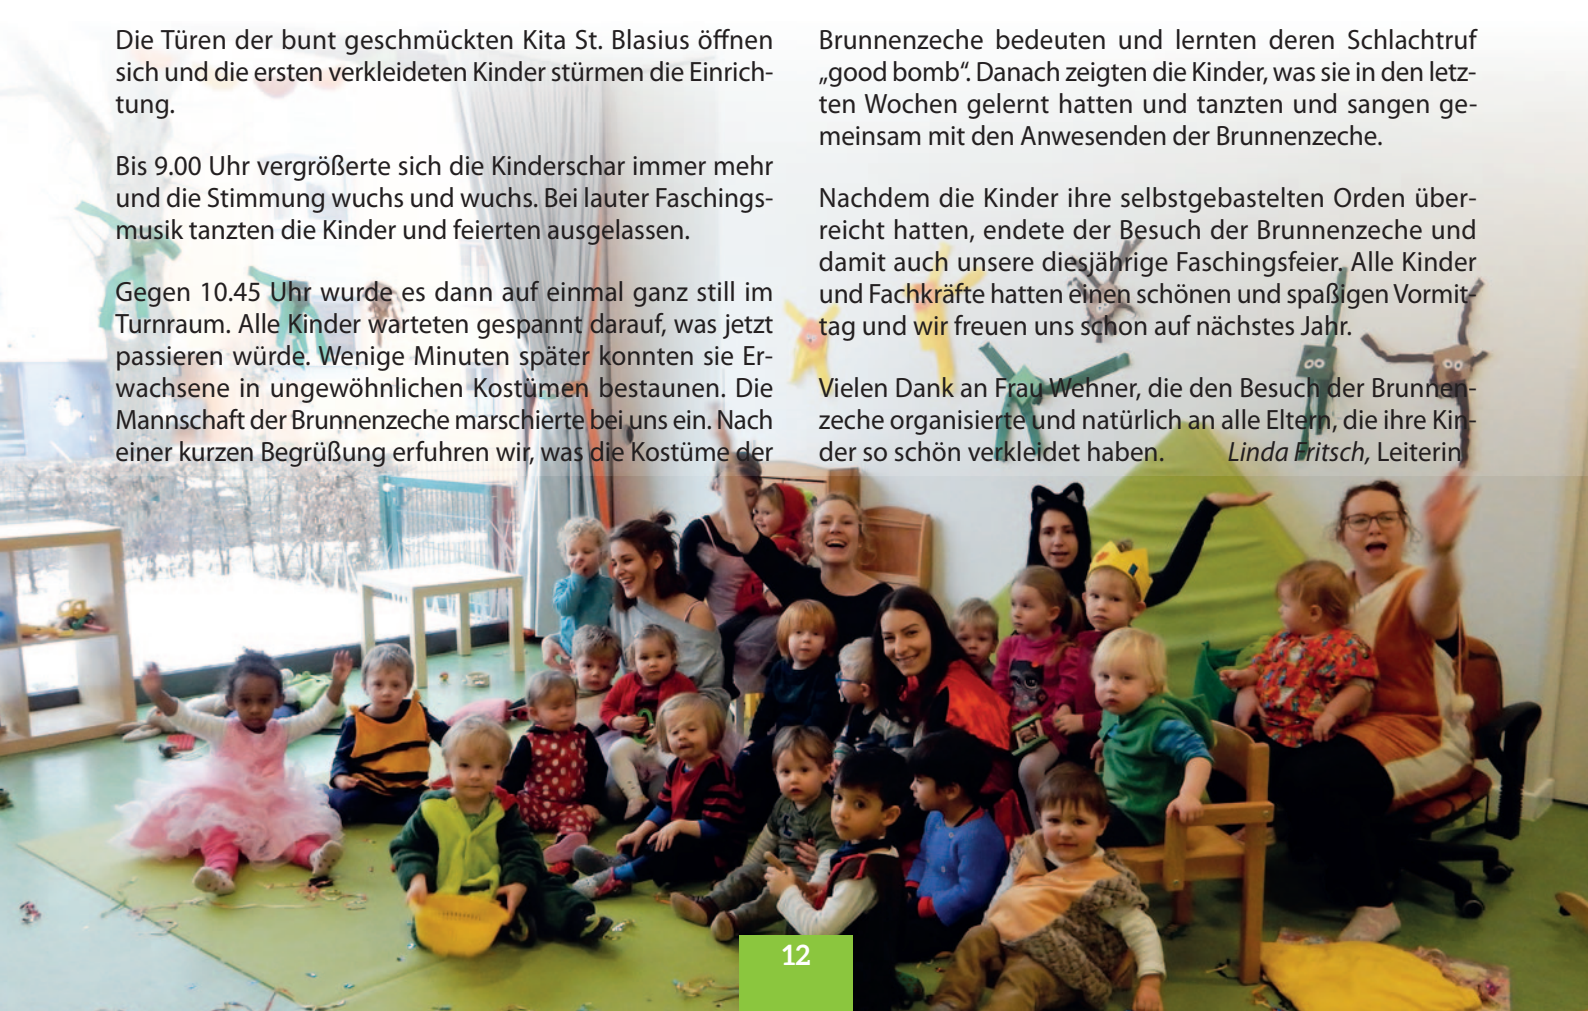 Die Türen der bunt geschmückten Kita St. Blasius öffnen
sich und die ersten verkleideten Kinder stürmen die Einrich-
tung.
Bis 9.00 Uhr vergrößerte sich die Kinderschar immer mehr
und die Stimmung wuchs und wuchs. Bei lauter Faschings-
musik tanzten die Kinder und feierten ausgelassen.
Gegen 10.45 Uhr wurde es dann auf einmal ganz still im
Turnraum. Alle Kinder warteten gespannt darauf, was jetzt
passieren würde. Wenige Minuten später konnten sie Er-
wachsene in ungewöhnlichen Kostümen bestaunen. Die
Mannschaft der Brunnenzeche marschierte bei uns ein. Nach
einer kurzen Begrüßung erfuhren wir, was die Kostüme der
Brunnenzeche bedeuten und lernten deren Schlachtruf
„good bomb“. Danach zeigten die Kinder, was sie in den letz-
ten Wochen gelernt hatten und tanzten und sangen ge-
meinsam mit den Anwesenden der Brunnenzeche.
Nachdem die Kinder ihre selbstgebastelten Orden über-
reicht hatten, endete der Besuch der Brunnenzeche und
damit auch unsere diesjährige Faschingsfeier. Alle Kinder
und Fachkräfte hatten einen schönen und spaßigen Vormit-
tag und wir freuen uns schon auf nächstes Jahr.
Vielen Dank an Frau Wehner, die den Besuch der Brunnen-
zeche organisierte und natürlich an alle Eltern, die ihre Kin-
der so schön verkleidet haben. Linda Fritsch, Leiterin
12